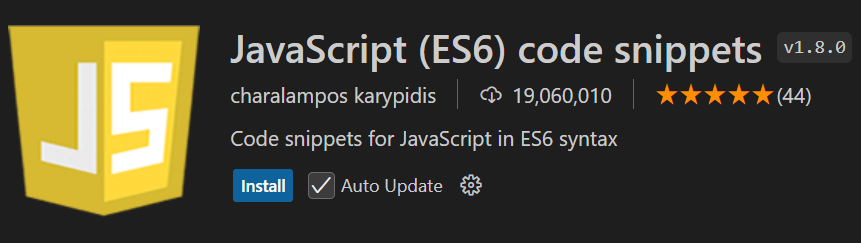 JS
JavaScript (ES6) code snippets v1.8.0
charalampos karypidis 19,060,010 ★★★★★(44)
Code snippets for JavaScript in ES6 syntax
Install Auto Update